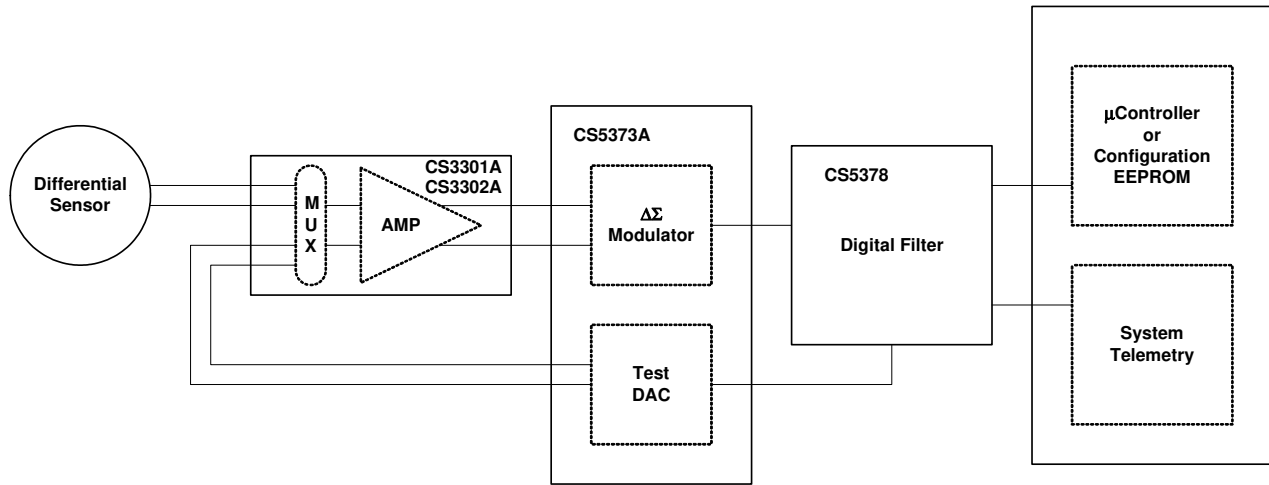 Differential
Sensor
M
U
X
AMP
CS3301A
CS3302A
CS5373A
ΔΣ
Modulator
Test
DAC
CS5378
Digital Filter
μController
or
Configuration
EEPROM
System
Telemetry